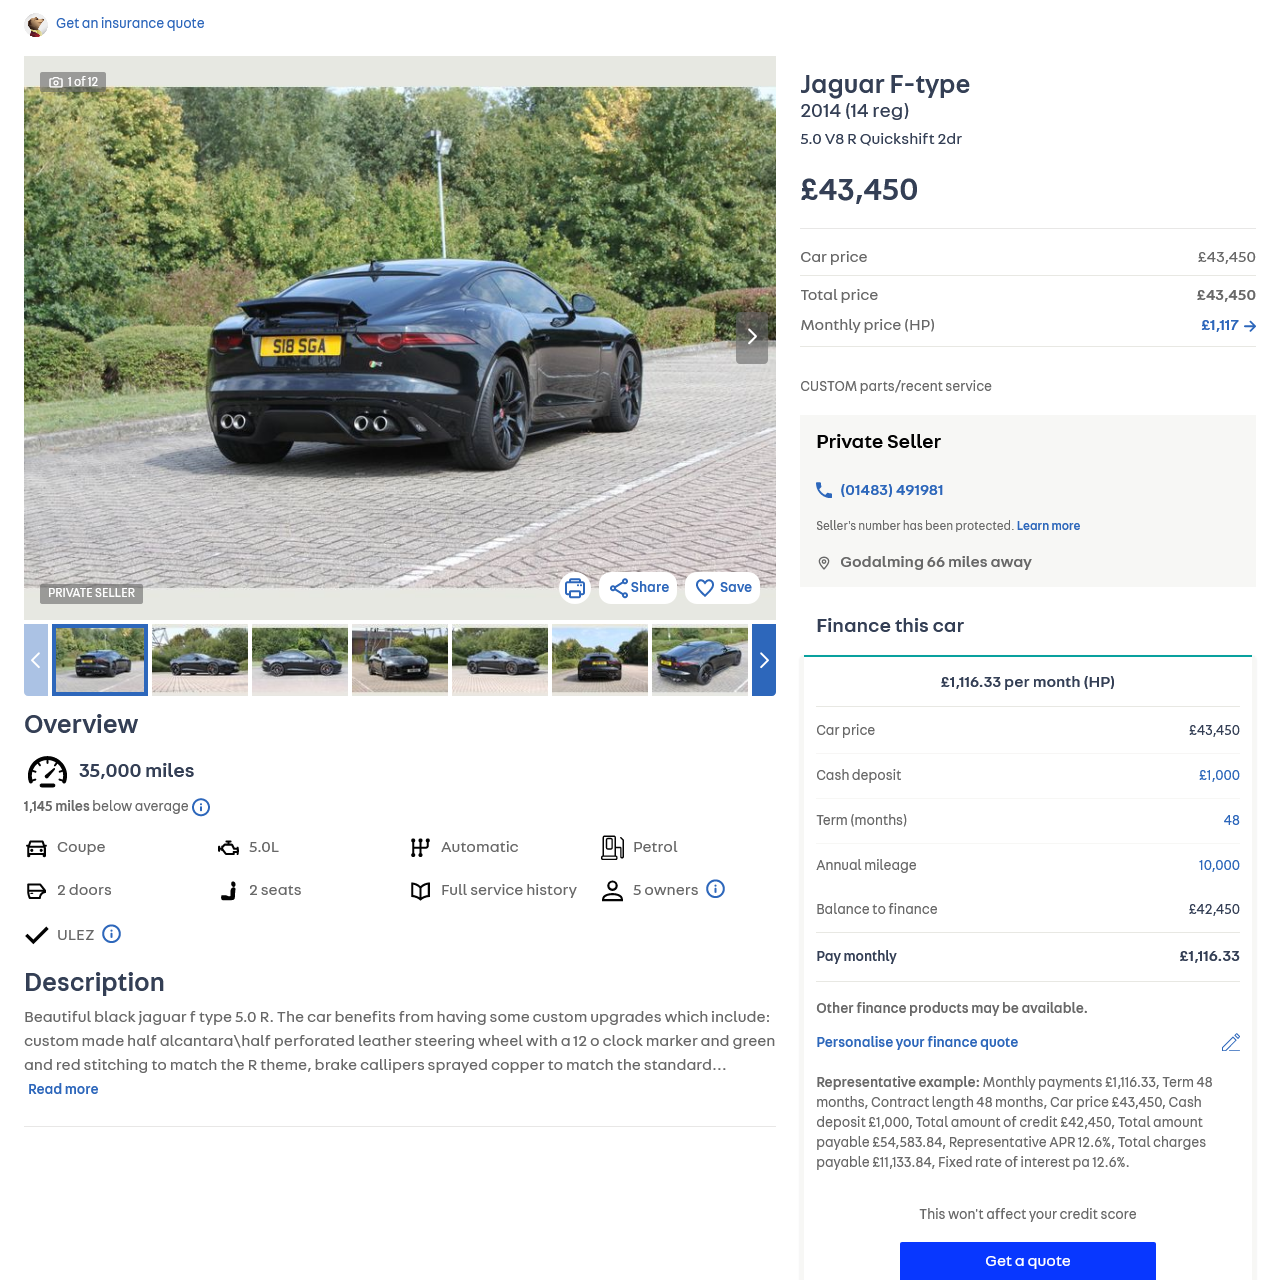 Get an insurance quote
1 of 12
S18 SGA
PRIVATE SELLER
Share
Save
Overview
35,000 miles
1,145 miles below average
Coupe
5.0L
Automatic
Petrol
2 doors
2 seats
Full service history
5 owners
ULEZ
Description
Beautiful black jaguar f type 5.0 R. The car benefits from having some custom upgrades which include:
custom made half alcantara\half perforated leather steering wheel with a 12 o clock marker and green
and red stitching to match the R theme, brake callipers sprayed copper to match the standard…
Read more
Jaguar F-type
2014 (14 reg)
5.0 V8 R Quickshift 2dr
£43,450
Car price £43,450
Total price £43,450
Monthly price (HP) £1,117
CUSTOM parts/recent service
Private Seller
(01483) 491981
Seller's number has been protected. Learn more
Godalming 66 miles away
Finance this car
£1,116.33 per month (HP)
Car price £43,450
Cash deposit £1,000
Term (months) 48
Annual mileage 10,000
Balance to finance £42,450
Pay monthly £1,116.33
Other finance products may be available.
Personalise your finance quote
Representative example: Monthly payments £1,116.33, Term 48
months, Contract length 48 months, Car price £43,450, Cash
deposit £1,000, Total amount of credit £42,450, Total amount
payable £54,583.84, Representative APR 12.6%, Total charges
payable £11,133.84, Fixed rate of interest pa 12.6%.
This won't affect your credit score
Get a quote